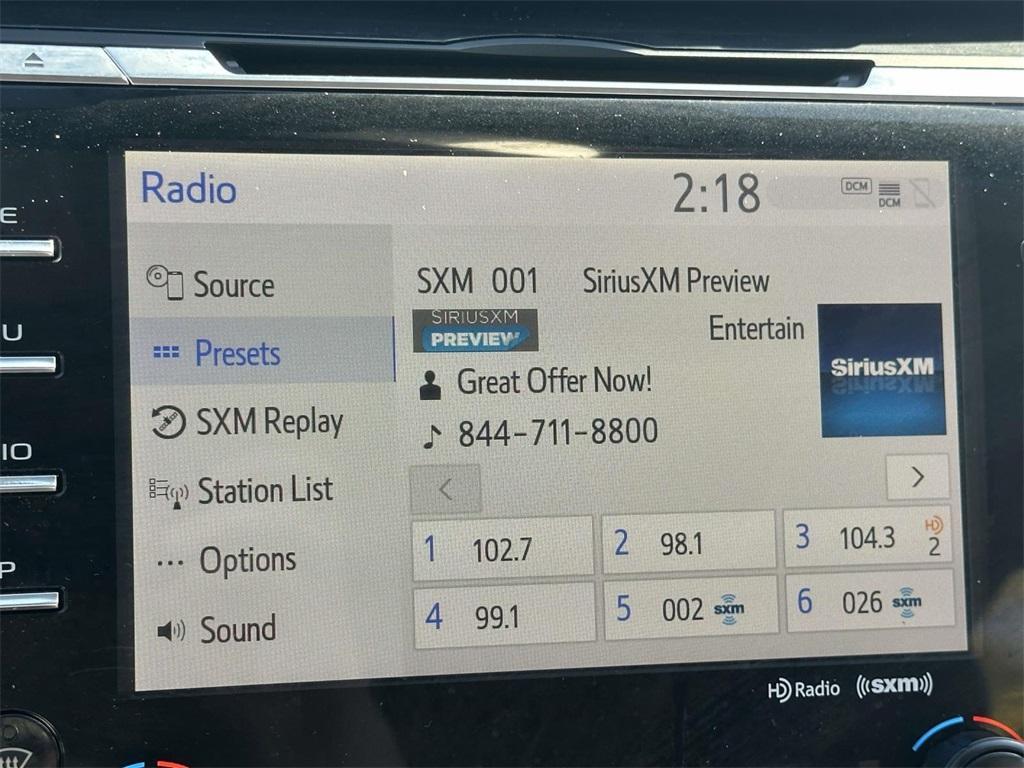 E
U
IO
P
Radio
2:18
DCM
DCM
Source
Presets
SXM Replay
Station List
Options
Sound
SXM 001 SiriusXM Preview
SIRIUSXM
PREVIEW
Entertain
SiriusXM
Great Offer Now!
844-711-8800
< >
1 102.7
2 98.1
3 104.3 HD 2
4 99.1
5 002 sxm
6 026 sxm
HD Radio ((sxm))